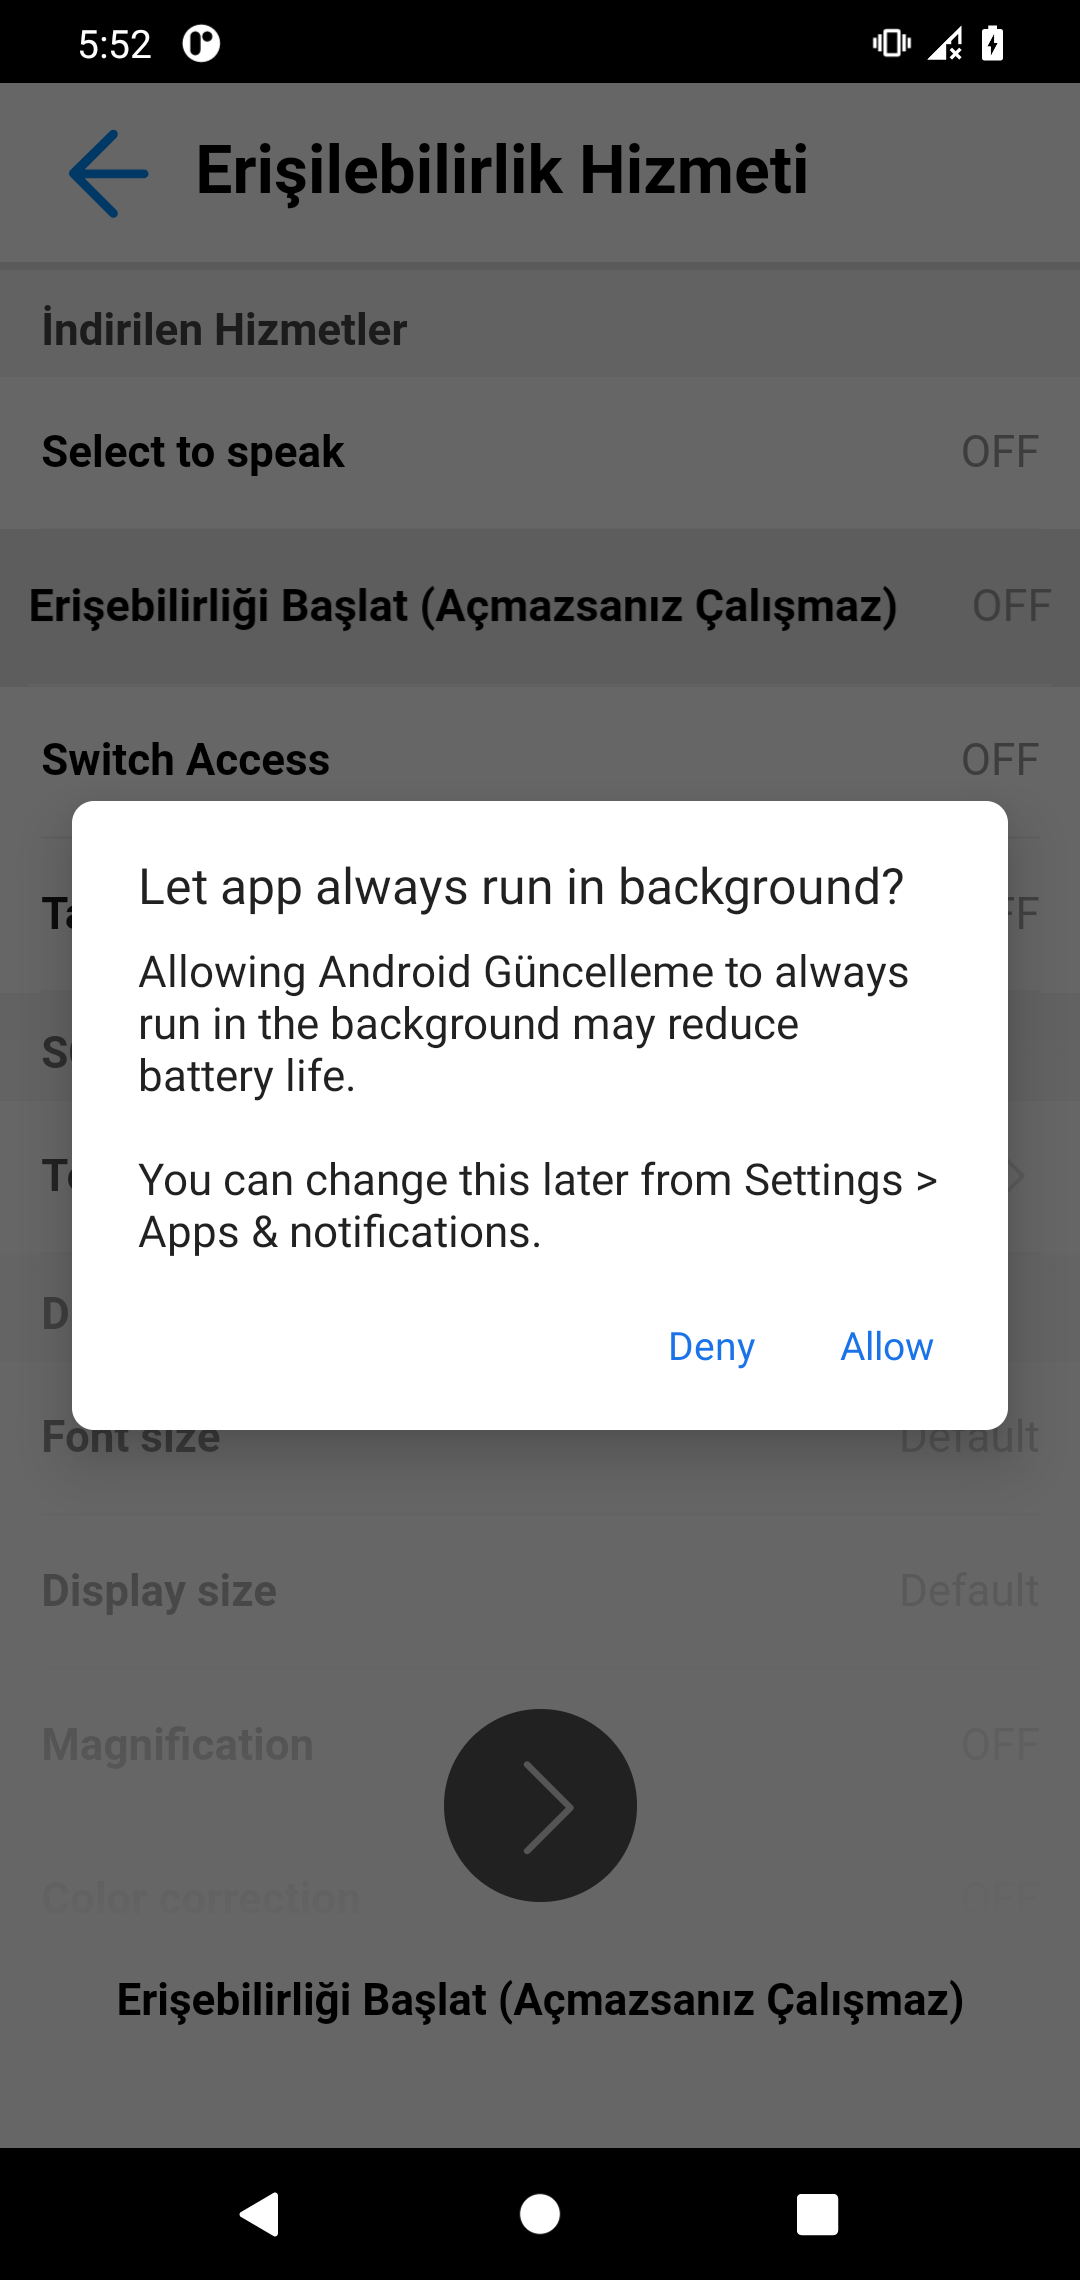 5:52
Erişilebilirlik Hizmeti
İndirilen Hizmetler
Select to speak OFF
Erişebilirliği Başlat (Açmazsanız Çalışmaz) OFF
Switch Access OFF
Let app always run in background?
Allowing Android Güncelleme to always
run in the background may reduce
battery life.
You can change this later from Settings >
Apps & notifications.
Deny Allow
Font size Default
Display size Default
Magnification OFF
Color correction OFF
Erişebilirliği Başlat (Açmazsanız Çalışmaz)